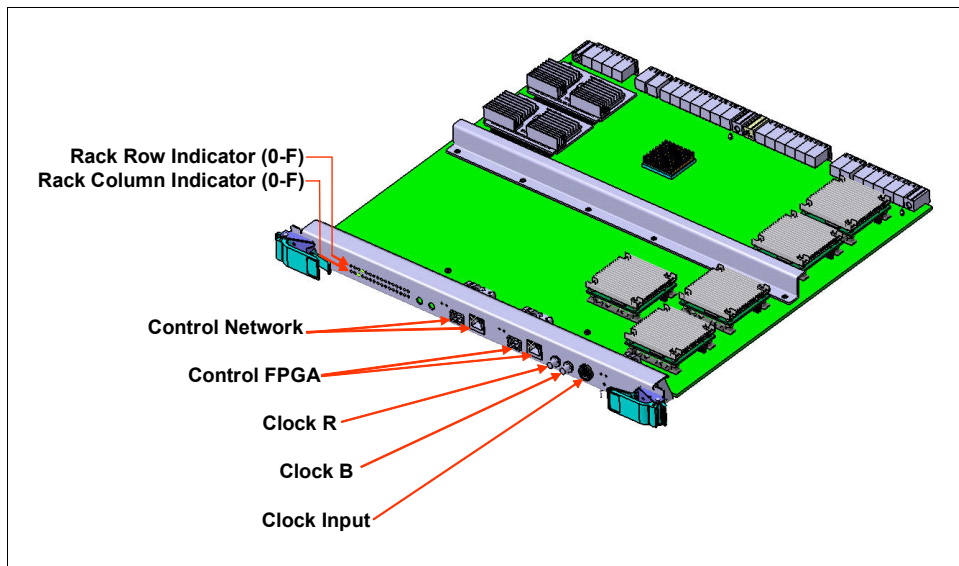 Rack Row Indicator (0-F)
Rack Column Indicator (0-F)
Control Network
Control FPGA
Clock R
Clock B
Clock Input